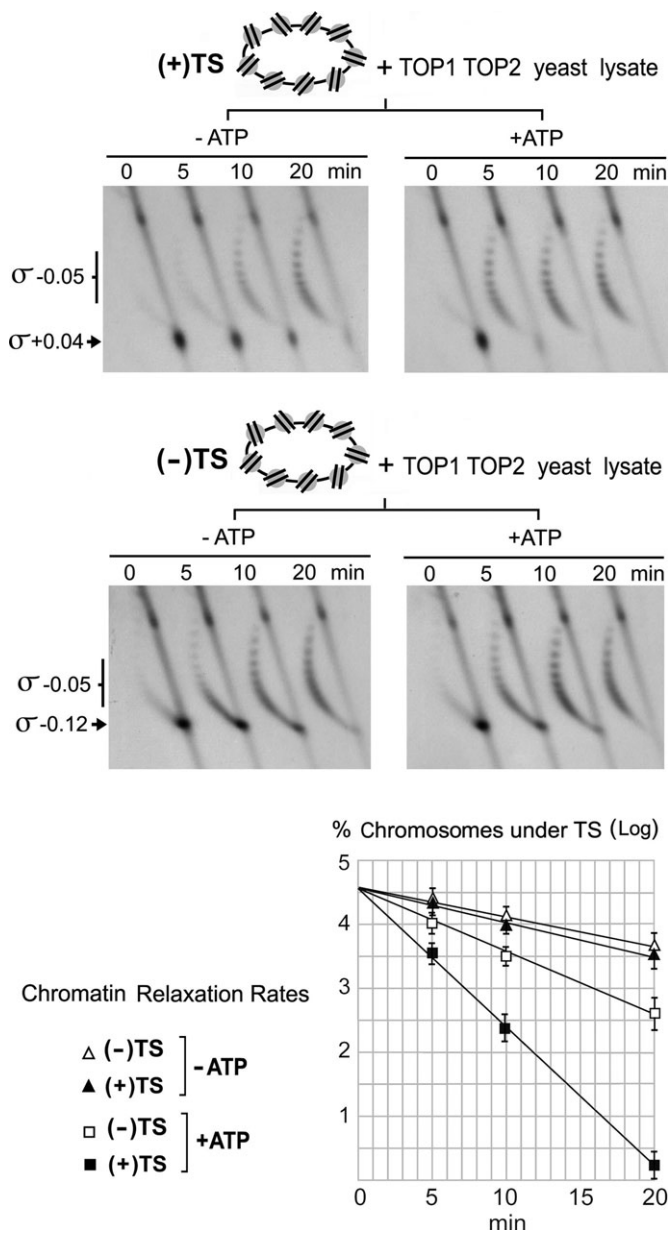 (+)TS + TOP1 TOP2 yeast lysate
- ATP +ATP
0 5 10 20 min 0 5 10 20 min
σ-0.05
σ+0.04
(-)TS + TOP1 TOP2 yeast lysate
- ATP +ATP
0 5 10 20 min 0 5 10 20 min
σ-0.05
σ-0.12
% Chromosomes under TS (Log)
5
4
3
2
1
0 5 10 15 20
min
Chromatin Relaxation Rates
(-)TS
(+)TS
-ATP
(-)TS
(+)TS
+ATP